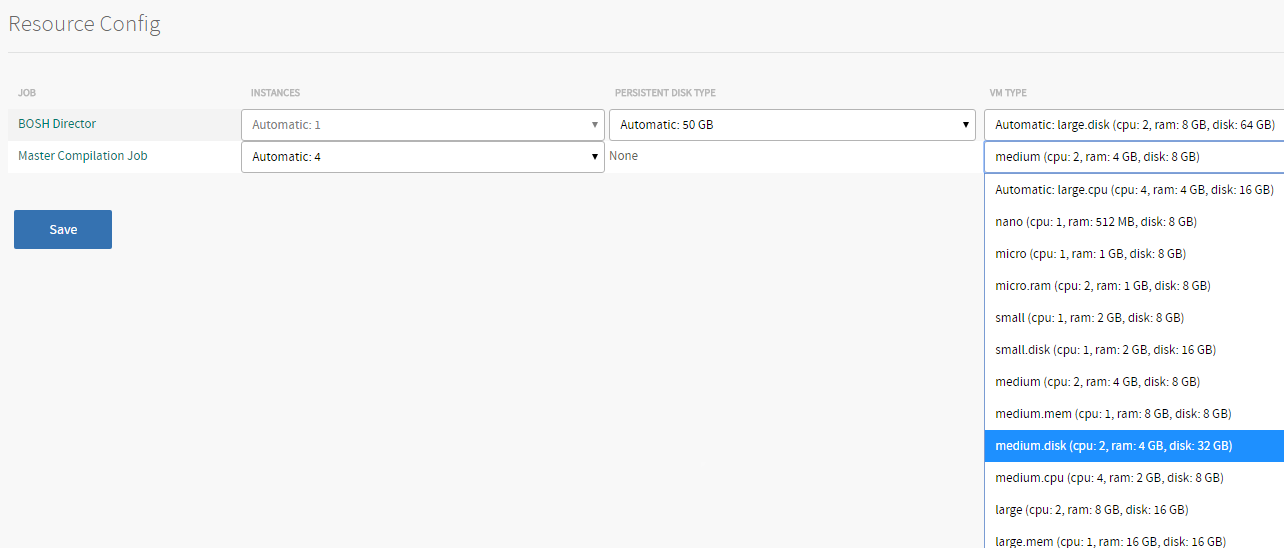 Resource Config
JOB INSTANCES PERSISTENT DISK TYPE VM TYPE
BOSH Director Automatic: 1 Automatic: 50 GB Automatic: large.disk (cpu: 2, ram: 8 GB, disk: 64 GB)
Master Compilation Job Automatic: 4 None medium (cpu: 2, ram: 4 GB, disk: 8 GB)
Automatic: large.cpu (cpu: 4, ram: 4 GB, disk: 16 GB)
nano (cpu: 1, ram: 512 MB, disk: 8 GB)
micro (cpu: 1, ram: 1 GB, disk: 8 GB)
micro.ram (cpu: 2, ram: 1 GB, disk: 8 GB)
small (cpu: 1, ram: 2 GB, disk: 8 GB)
small.disk (cpu: 1, ram: 2 GB, disk: 16 GB)
medium (cpu: 2, ram: 4 GB, disk: 8 GB)
medium.mem (cpu: 1, ram: 8 GB, disk: 8 GB)
medium.disk (cpu: 2, ram: 4 GB, disk: 32 GB)
medium.cpu (cpu: 4, ram: 2 GB, disk: 8 GB)
large (cpu: 2, ram: 8 GB, disk: 16 GB)
large.mem (cpu: 1, ram: 16 GB, disk: 16 GB)
Save